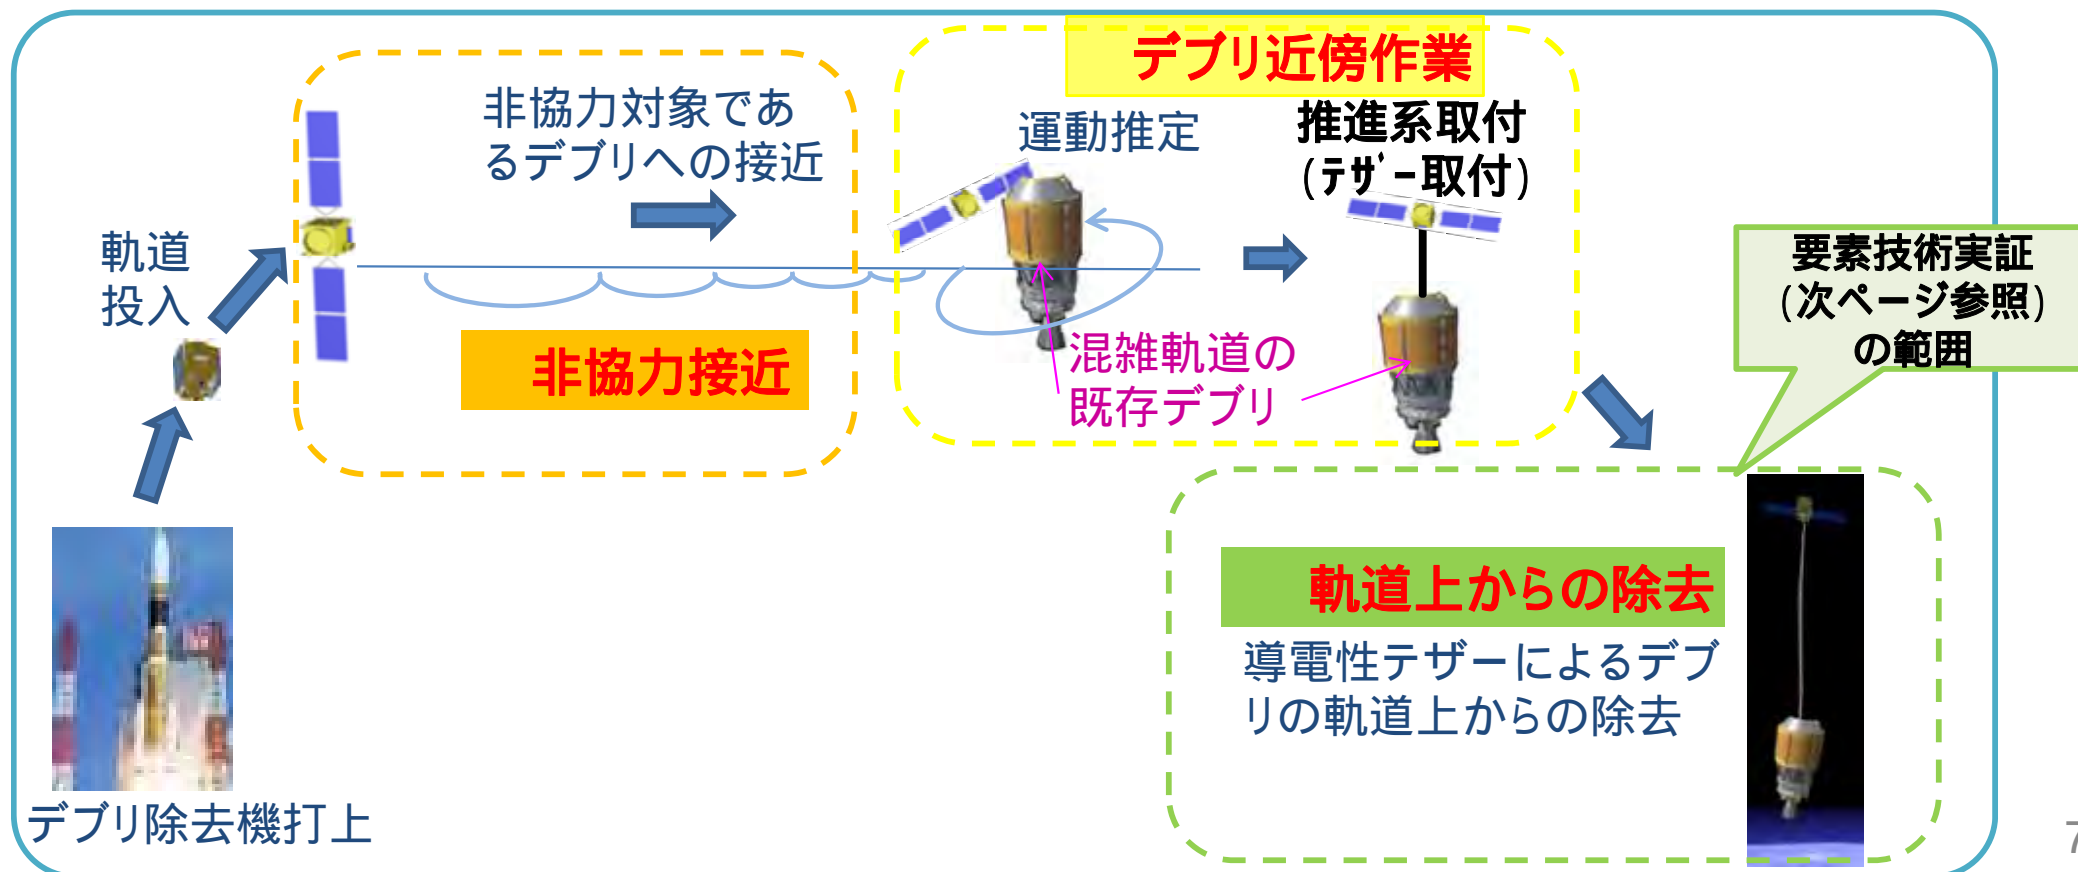 デブリ除去機打上
軌道
投入
非協力対象であ
るデブリへの接近
非協力接近
デブリ近傍作業
運動推定
推進系取付
(テザー取付)
混雑軌道の
既存デブリ
要素技術実証
(次ページ参照)
の範囲
軌道上からの除去
導電性テザーによるデブ
リの軌道上からの除去
7